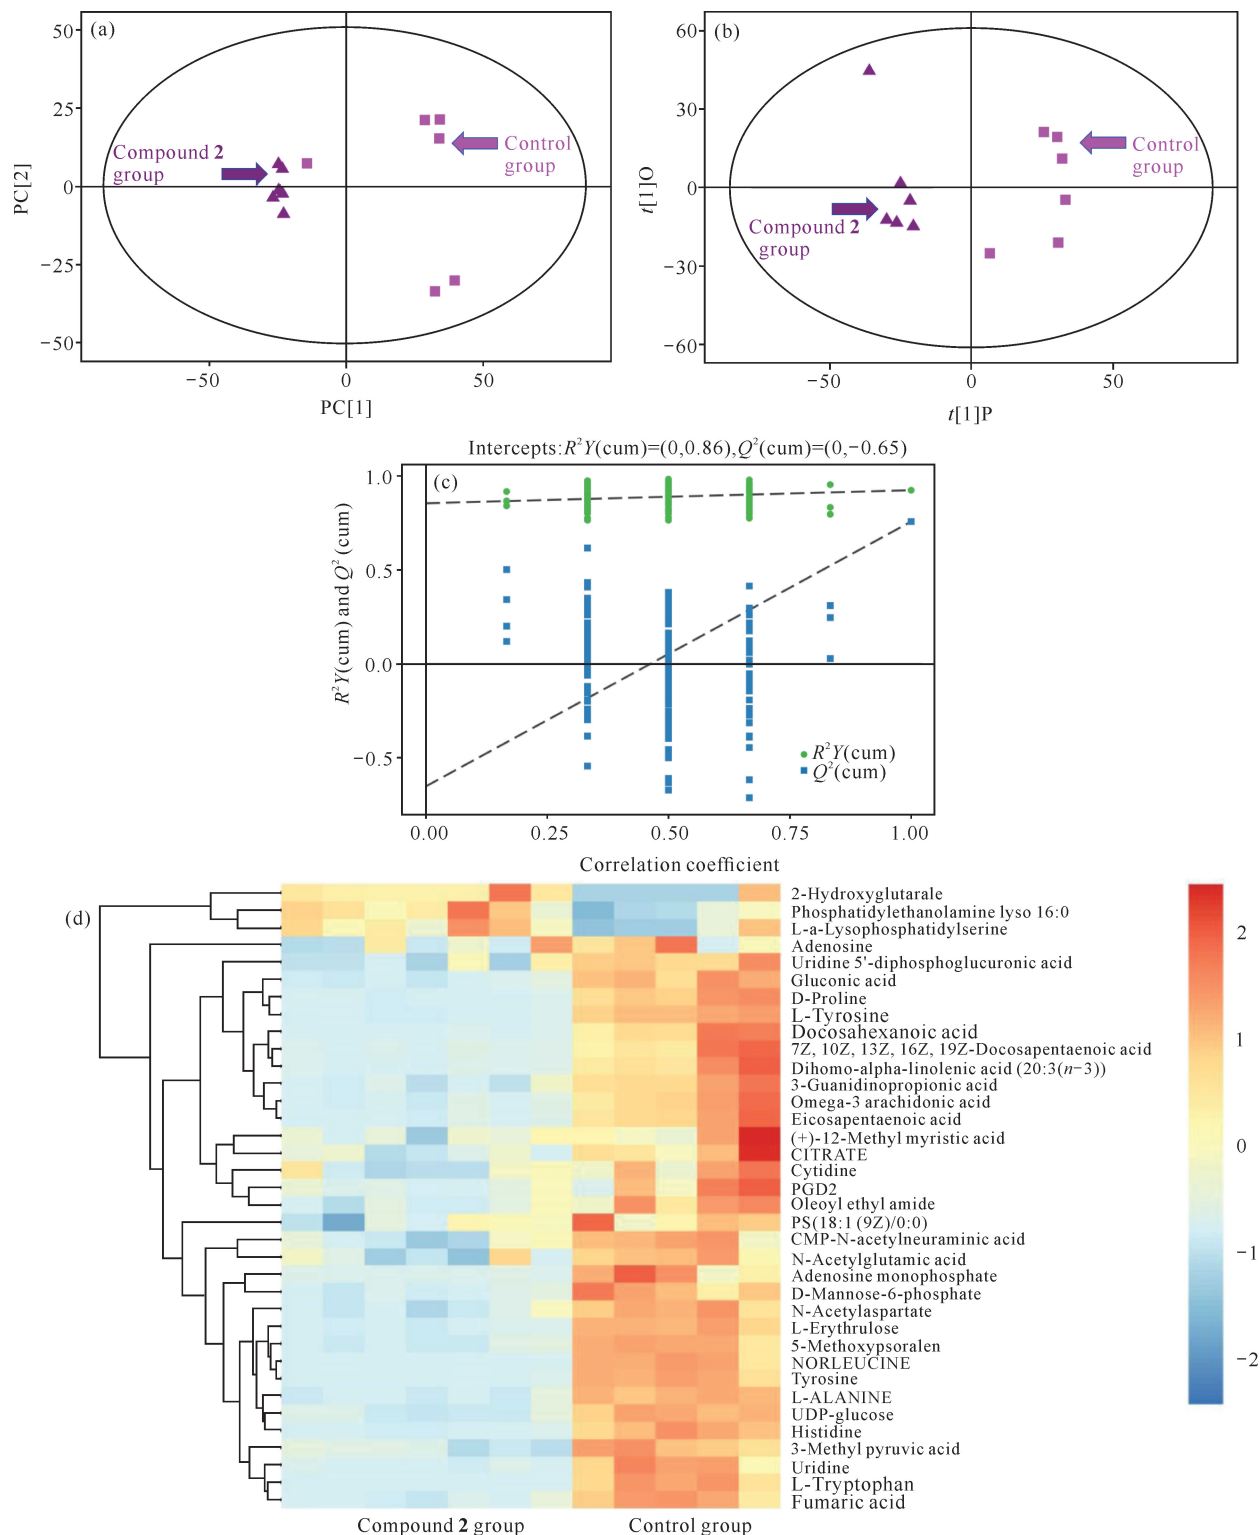 (a)
50
25
0
−25
−50
PC[2]
Compound 2
group
Control
group
−50
0
50
PC[1]
(b)
60
30
0
−30
−60
t[1]O
Control
group
Compound 2
group
−50
0
50
t[1]P
Intercepts:R²Y(cum)=(0,0.86),Q²(cum)=(0,−0.65)
(c)
1.0
0.5
0.0
−0.5
R²Y(cum) and Q² (cum)
R²Y(cum)
Q²(cum)
0.00
0.25
0.50
0.75
1.00
Correlation coefficient
(d)
2-Hydroxyglutarale
Phosphatidylethanolamine lyso 16:0
L-a-Lysophosphatidylserine
Adenosine
Uridine 5'-diphosphoglucuronic acid
Gluconic acid
D-Proline
L-Tyrosine
Docosahexanoic acid
7Z, 10Z, 13Z, 16Z, 19Z-Docosapentaenoic acid
Dihomo-alpha-linolenic acid (20:3(n−3))
3-Guanidinopropionic acid
Omega-3 arachidonic acid
Eicosapentaenoic acid
(+)-12-Methyl myristic acid
CITRATE
Cytidine
PGD2
Oleoyl ethyl amide
PS(18:1 (9Z)/0:0)
CMP-N-acetylneuraminic acid
N-Acetylglutamic acid
Adenosine monophosphate
D-Mannose-6-phosphate
N-Acetylaspartate
L-Erythrulose
5-Methoxypsoralen
NORLEUCINE
Tyrosine
L-ALANINE
UDP-glucose
Histidine
3-Methyl pyruvic acid
Uridine
L-Tryptophan
Fumaric acid
2
1
0
−1
−2
Compound 2 group
Control group